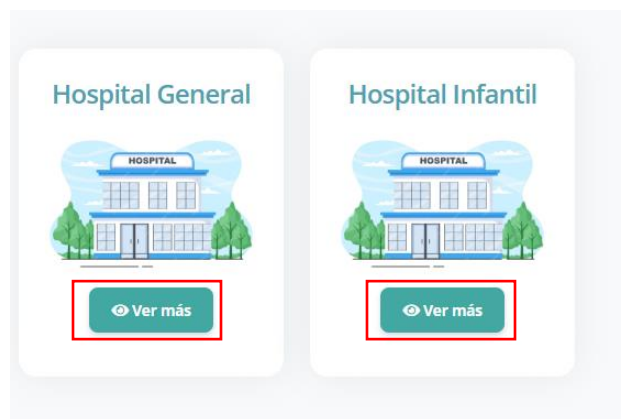 Hospital General
HOSPITAL
Ver más
Hospital Infantil
HOSPITAL
Ver más